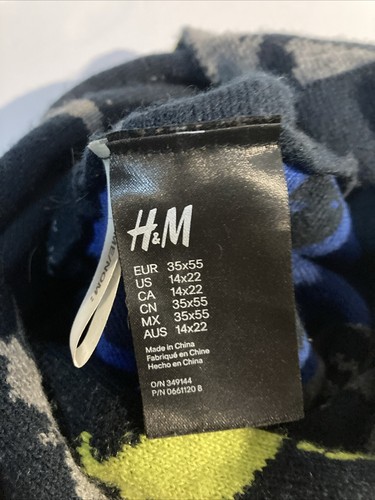 H&M
EUR 35x55
US 14x22
CA 14x22
CN 35x55
MX 35x55
AUS 14x22
Made in China
Fabriqué en Chine
Hecho en China
O/N 349144
P/N 0661120 8